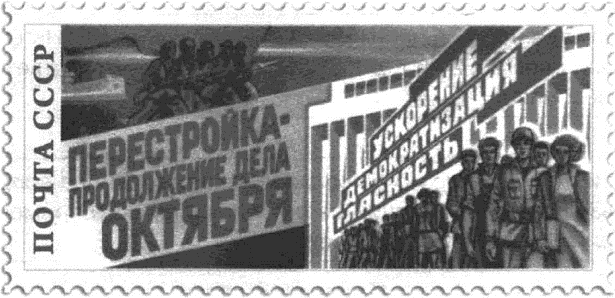 ПОЧТА СССР
ПЕРЕСТРОЙКА-
ПРОДОЛЖЕНИЕ ДЕЛА
ОКТЯБРЯ
УСКОРЕНИЕ
ДЕМОКРАТИЗАЦИЯ
ГЛАСНОСТЬ